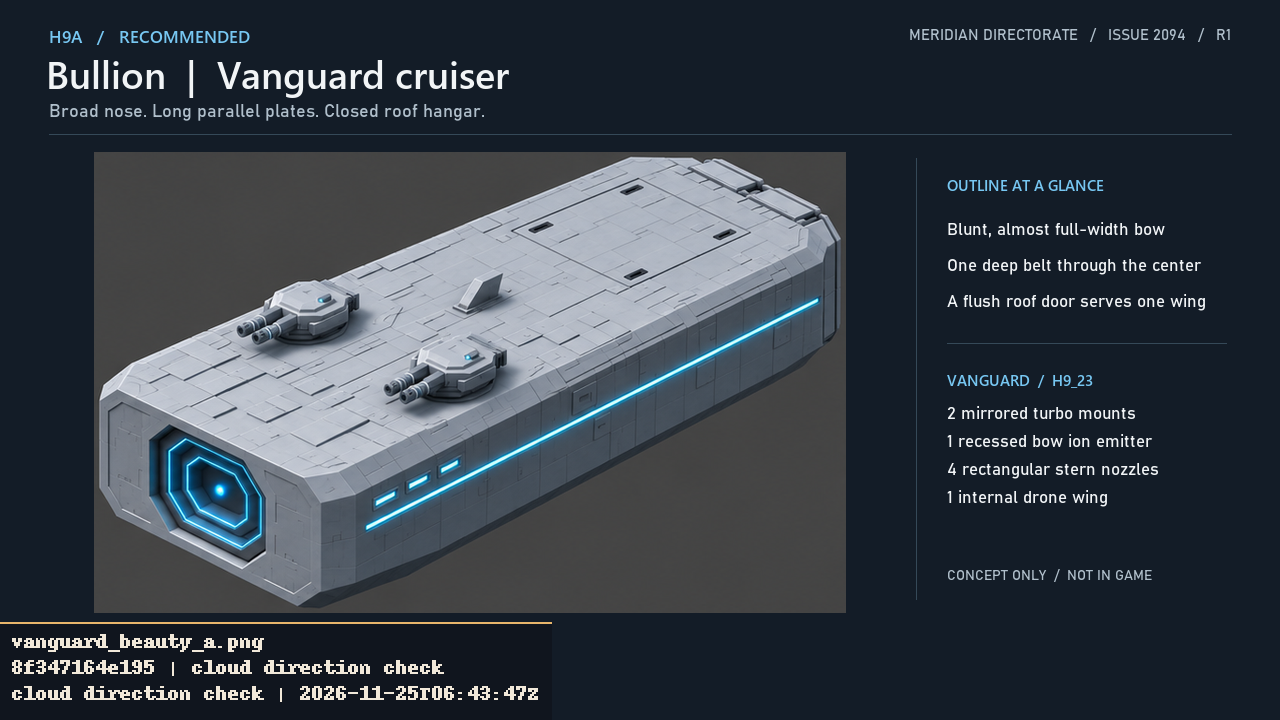 H9A / RECOMMENDED
MERIDIAN DIRECTORATE / ISSUE 2094 / R1
Bullion | Vanguard cruiser
Broad nose. Long parallel plates. Closed roof hangar.
OUTLINE AT A GLANCE
Blunt, almost full-width bow
One deep belt through the center
A flush roof door serves one wing
VANGUARD / H9_23
2 mirrored turbo mounts
1 recessed bow ion emitter
4 rectangular stern nozzles
1 internal drone wing
CONCEPT ONLY / NOT IN GAME
vanguard_beauty_a.png
8f347164e195 | cloud direction check
cloud direction check | 2026-11-25T06:43:47Z